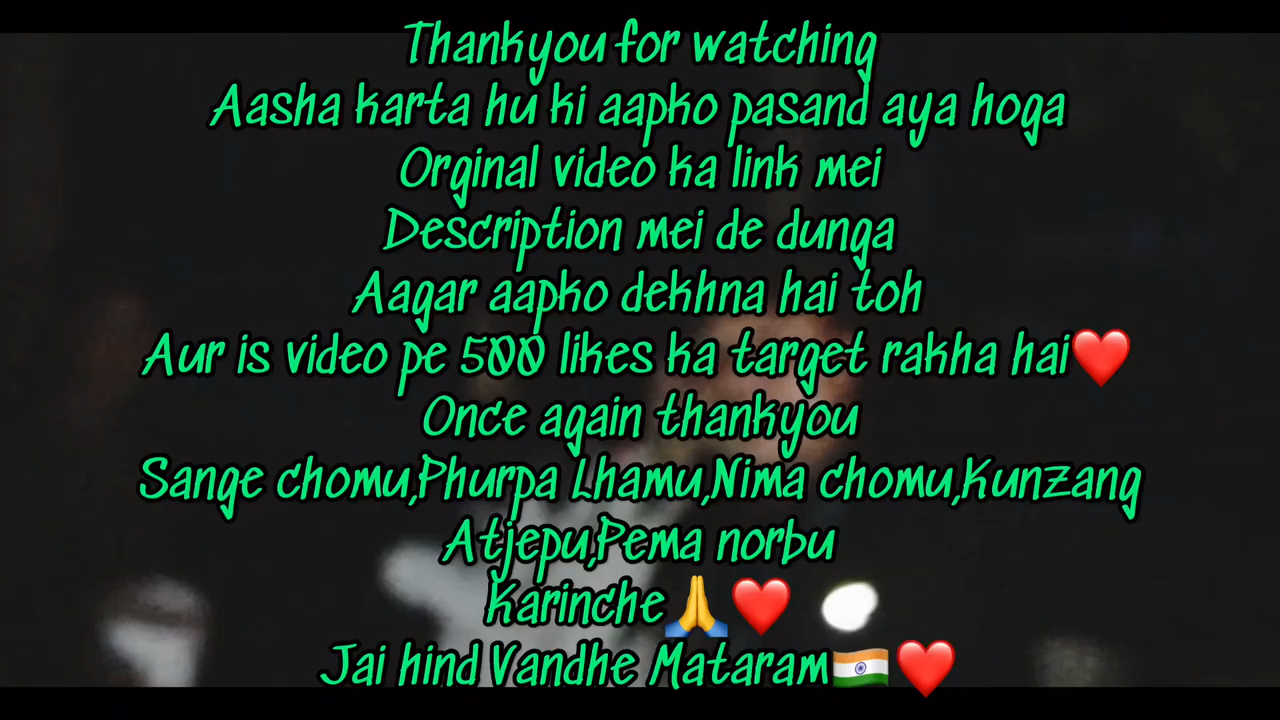 Thankyou for watching
Aasha karta hu ki aapko pasand aya hoga
Orginal video ka link mei
Description mei de dunga
Aagar aapko dekhna hai toh
Aur is video pe 500 likes ka target rakha hai❤️
Once again thankyou
Sange chomu,Phurpa Lhamu,Nima chomu,Kunzang
Atjepu,Pema norbu
Karinche🙏❤️
Jai hind Vandhe Mataram🇮🇳❤️